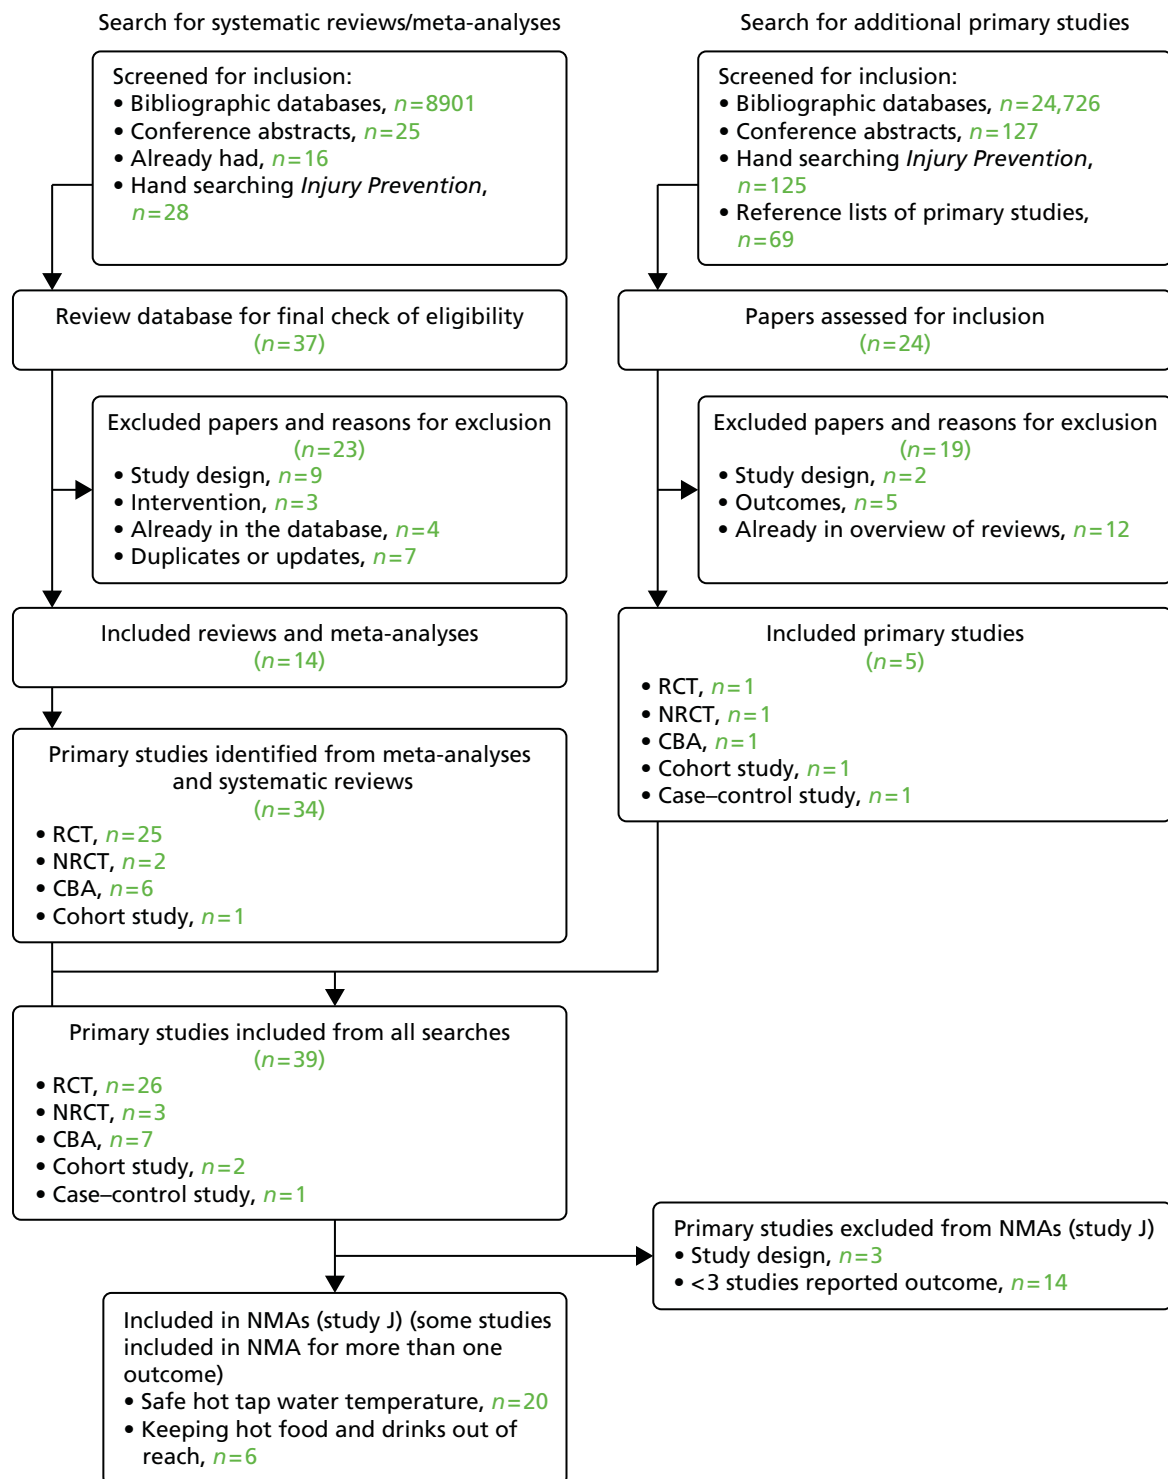 Search for systematic reviews/meta-analyses
Screened for inclusion:
• Bibliographic databases, n=8901
• Conference abstracts, n=25
• Already had, n=16
• Hand searching Injury Prevention,
n=28
Review database for final check of eligibility
(n=37)
Excluded papers and reasons for exclusion
(n=23)
• Study design, n=9
• Intervention, n=3
• Already in the database, n=4
• Duplicates or updates, n=7
Included reviews and meta-analyses
(n=14)
Primary studies identified from meta-analyses
and systematic reviews
(n=34)
• RCT, n=25
• NRCT, n=2
• CBA, n=6
• Cohort study, n=1
Search for additional primary studies
Screened for inclusion:
• Bibliographic databases, n=24,726
• Conference abstracts, n=127
• Hand searching Injury Prevention,
n=125
• Reference lists of primary studies,
n=69
Papers assessed for inclusion
(n=24)
Excluded papers and reasons for exclusion
(n=19)
• Study design, n=2
• Outcomes, n=5
• Already in overview of reviews, n=12
Included primary studies
(n=5)
• RCT, n=1
• NRCT, n=1
• CBA, n=1
• Cohort study, n=1
• Case–control study, n=1
Primary studies included from all searches
(n=39)
• RCT, n=26
• NRCT, n=3
• CBA, n=7
• Cohort study, n=2
• Case–control study, n=1
Primary studies excluded from NMAs (study J)
• Study design, n=3
• <3 studies reported outcome, n=14
Included in NMAs (study J) (some studies
included in NMA for more than one
outcome)
• Safe hot tap water temperature, n=20
• Keeping hot food and drinks out of
reach, n=6